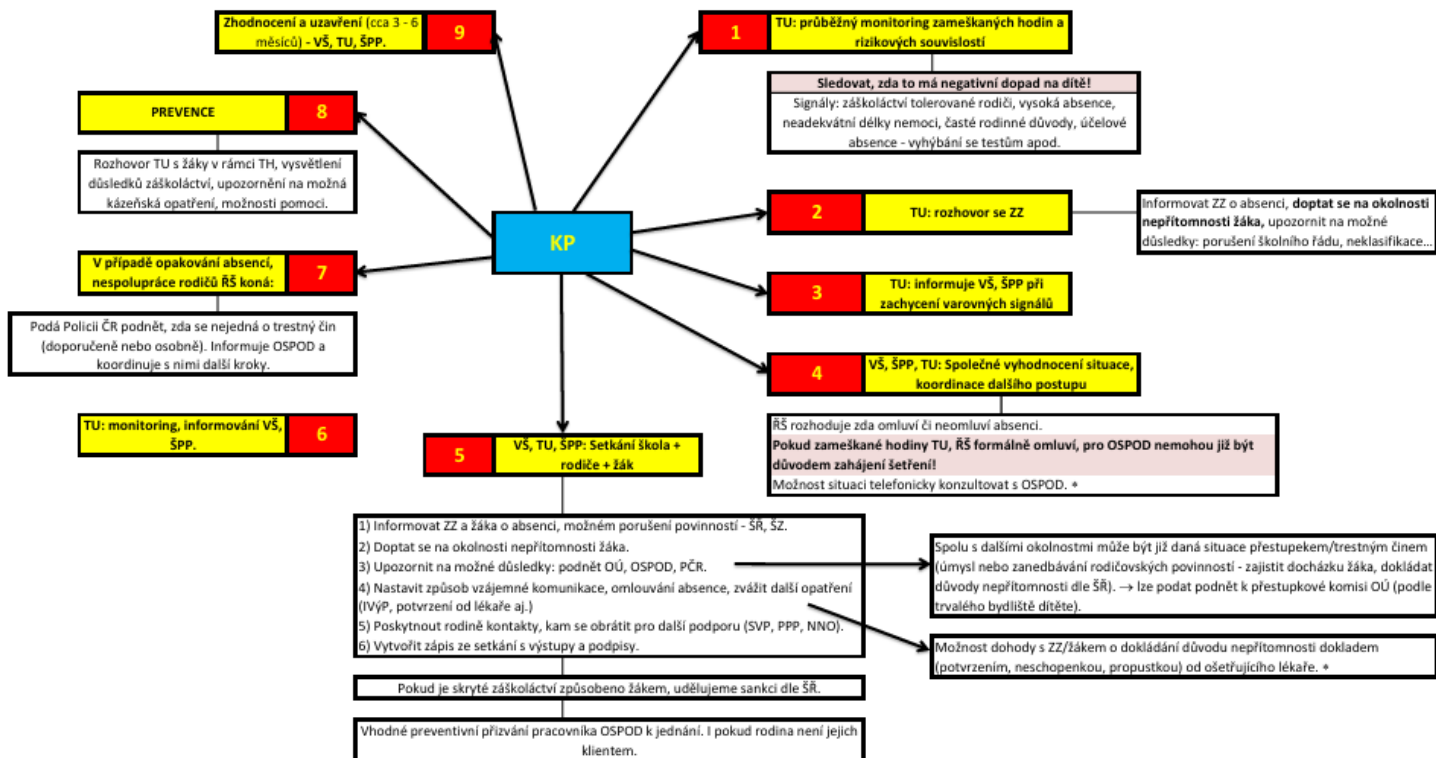 KP
1
TU: průběžný monitoring zameškaných hodin a
rizikových souvislostí
Sledovat, zda to má negativní dopad na dítě!
Signály: záškoláctví tolerované rodiči, vysoká absence,
neadekvátní délky nemoci, časté rodinné důvody, účelové
absence - vyhýbání se testům apod.
2
TU: rozhovor se ZZ
Informovat ZZ o absenci, doptat se na okolnosti
nepřítomnosti žáka, upozornit na možné
důsledky: porušení školního řádu, neklasifikace...
3
TU: informuje VŠ, ŠPP při
zachycení varovných signálů
4
VŠ, ŠPP, TU: Společné vyhodnocení situace,
koordinace dalšího postupu
ŘŠ rozhoduje zda omluví či neomluví absenci.
Pokud zameškané hodiny TU, ŘŠ formálně omluví, pro OSPOD nemohou již být
důvodem zahájení šetření!
Možnost situaci telefonicky konzultovat s OSPOD. *
5
VŠ, TU, ŠPP: Setkání škola +
rodiče + žák
1) Informovat ZZ a žáka o absenci, možném porušení povinností - ŠŘ, ŠZ.
2) Doptat se na okolnosti nepřítomnosti žáka.
3) Upozornit na možné důsledky: podnět OÚ, OSPOD, PČR.
4) Nastavit způsob vzájemné komunikace, omlouvání absence, zvážit další opatření
(IVýP, potvrzení od lékaře aj.)
5) Poskytnout rodině kontakty, kam se obrátit pro další podporu (SVP, PPP, NNO).
6) Vytvořit zápis ze setkání s výstupy a podpisy.
Spolu s dalšími okolnostmi může být již daná situace přestupekem/trestným činem
(úmysl nebo zanedbávání rodičovských povinností - zajistit docházku žáka, dokládat
důvody nepřítomnosti dle ŠŘ). → lze podat podnět k přestupkové komisi OÚ (podle
trvalého bydliště dítěte).
Možnost dohody s ZZ/žákem o dokládání důvodu nepřítomnosti dokladem
(potvrzením, neschopenkou, propustkou) od ošetřujícího lékaře. *
Pokud je skryté záškoláctví způsobeno žákem, udělujeme sankci dle ŠŘ.
Vhodné preventivní přizvání pracovníka OSPOD k jednání. I pokud rodina není jejich
klientem.
TU: monitoring, informování VŠ,
ŠPP.
6
V případě opakování absencí,
nespolupráce rodičů ŘŠ koná:
7
Podá Policii ČR podnět, zda se nejedná o trestný čin
(doporučeně nebo osobně). Informuje OSPOD a
koordinuje s nimi další kroky.
PREVENCE
8
Rozhovor TU s žáky v rámci TH, vysvětlení
důsledků záškoláctví, upozornění na možná
kázeňská opatření, možnosti pomoci.
Zhodnocení a uzavření (cca 3 - 6
měsíců) - VŠ, TU, ŠPP.
9